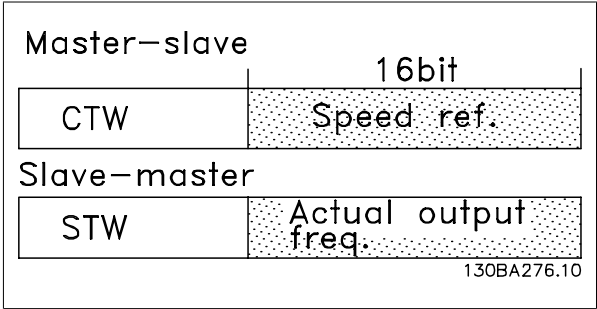 Master-slave
16bit
CTW
Speed ref.
Slave-master
STW
Actual output
freq.
130BA276.10